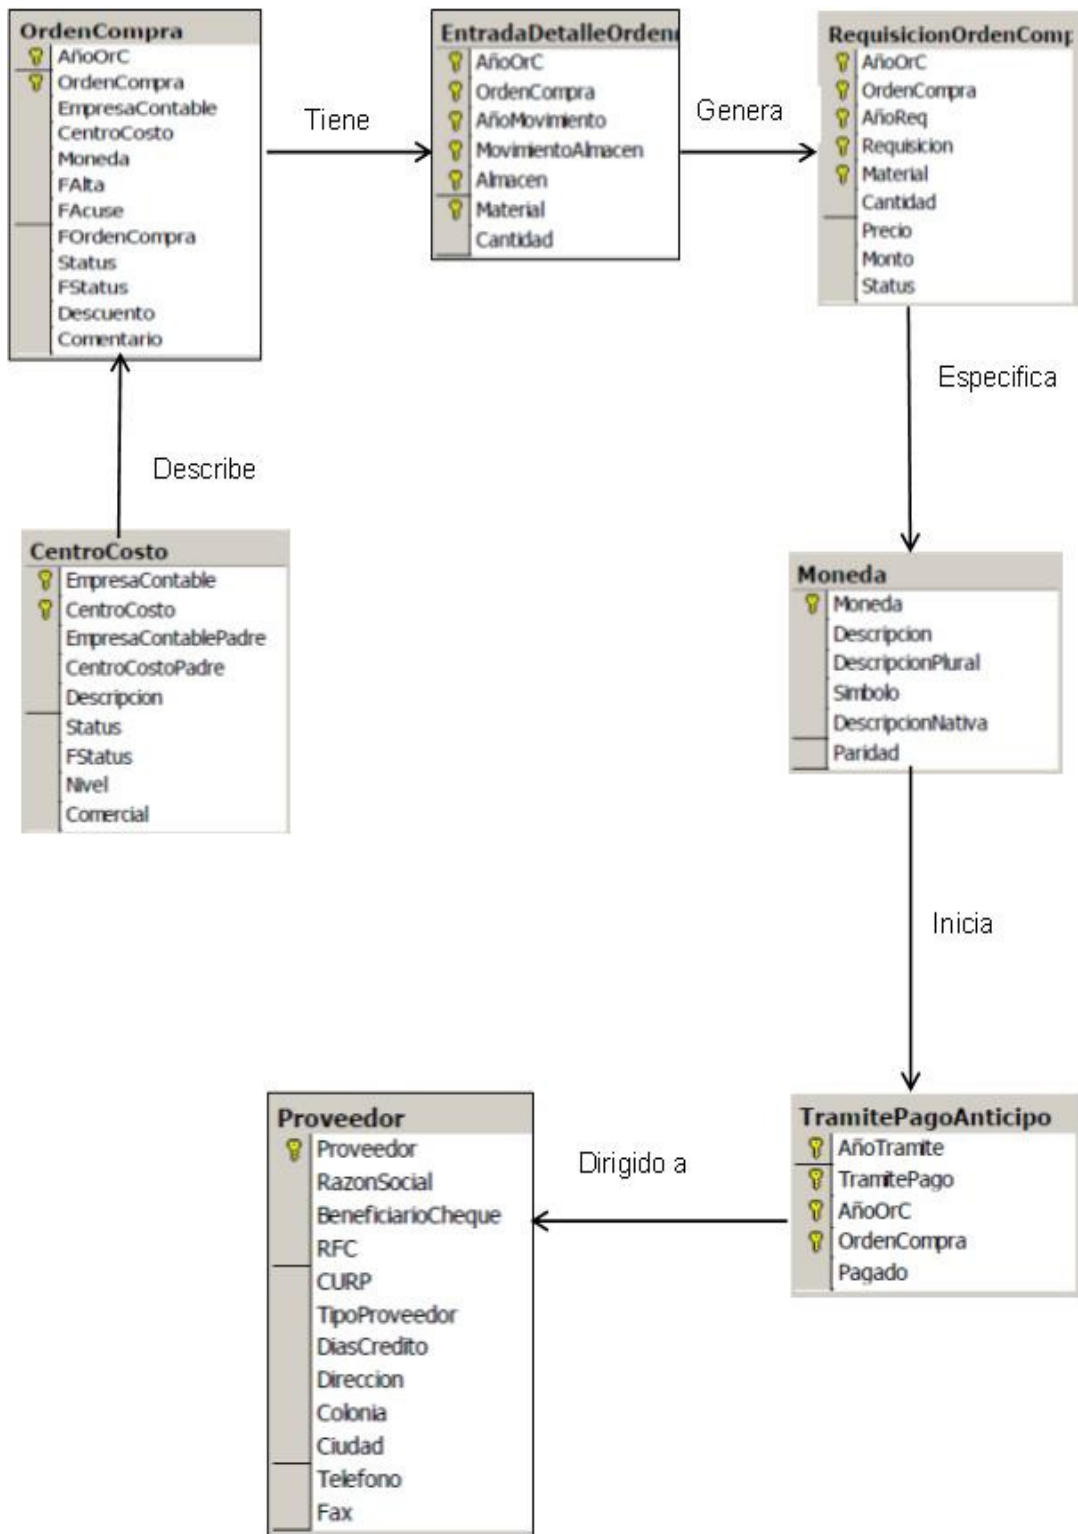 OrdenCompra
AñoOrC
OrdenCompra
EmpresaContable
CentroCosto
Moneda
FAlta
FAcuse
FOrdenCompra
Status
FStatus
Descuento
Comentario
Tiene
EntradaDetalleOrden
AñoOrC
OrdenCompra
AñoMovimiento
MovimientoAlmacen
Almacen
Material
Cantidad
Genera
RequisicionOrdenComp
AñoOrC
OrdenCompra
AñoReq
Requisicion
Material
Cantidad
Precio
Monto
Status
Especifica
Describe
CentroCosto
EmpresaContable
CentroCosto
EmpresaContablePadre
CentroCostoPadre
Descripcion
Status
FStatus
Nivel
Comercial
Moneda
Moneda
Descripcion
DescripcionPlural
Simbolo
DescripcionNativa
Paridad
Inicia
Proveedor
Proveedor
RazonSocial
BeneficiarioCheque
RFC
CURP
TipoProveedor
DiasCredito
Direccion
Colonia
Ciudad
Telefono
Fax
Dirigido a
TramitePagoAnticipo
AñoTramite
TramitePago
AñoOrC
OrdenCompra
Pagado